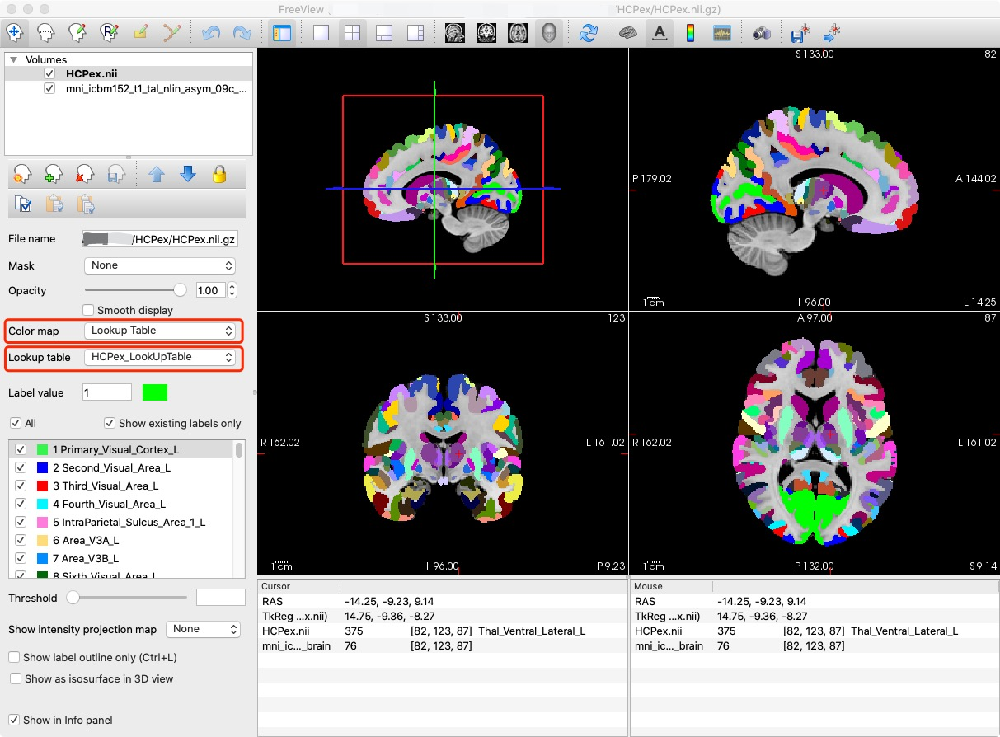 FreeView
'HCPex/HCPex.nii.gz)
Volumes
HCPex.nii
mni_icbm152_t1_tal_nlin_asym_09c_...
File name /HCPex/HCPex.nii.gz
Mask None
Opacity 1.00
Smooth display
Color map Lookup Table
Lookup table HCPex_LookUpTable
Label value 1
All Show existing labels only
1 Primary_Visual_Cortex_L
2 Second_Visual_Area_L
3 Third_Visual_Area_L
4 Fourth_Visual_Area_L
5 IntraParietal_Sulcus_Area_1_L
6 Area_V3A_L
7 Area_V3B_L
8 Sixth_Visual_Area_L
Threshold
Show intensity projection map None
Show label outline only (Ctrl+L)
Show as isosurface in 3D view
Show in Info panel
S 133.00 82
P 179.02 A 144.02
1 cm I 96.00 L 14.25
S 133.00 123
R 162.02 L 161.02
1 cm I 96.00 P 9.23
A 97.00 87
R 162.02 L 161.02
1 cm P 132.00 S 9.14
Cursor
RAS -14.25, -9.23, 9.14
TkReg ...x.nii) 14.75, -9.36, -8.27
HCPex.nii 375 [82, 123, 87] Thal_Ventral_Lateral_L
mni_ic..._brain 76 [82, 123, 87]
Mouse
RAS -14.25, -9.23, 9.14
TkReg ...x.nii) 14.75, -9.36, -8.27
HCPex.nii 375 [82, 123, 87] Thal_Ventral_Lateral_L
mni_ic..._brain 76 [82, 123, 87]